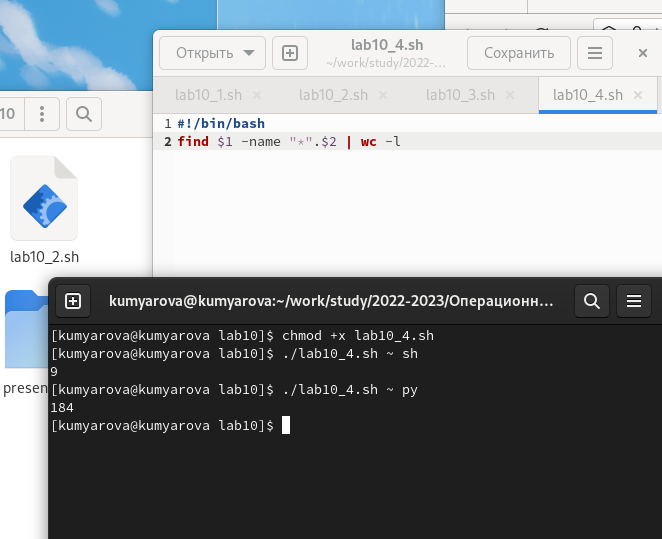 Открыть
lab10_4.sh
~/work/study/2022-…
Сохранить
lab10_1.sh
lab10_2.sh
lab10_3.sh
lab10_4.sh
10
1 #!/bin/bash
2 find $1 -name "*".$2 | wc -l
lab10_2.sh
presen
kumyarova@kumyarova:~/work/study/2022-2023/Операционн…
[kumyarova@kumyarova lab10]$ chmod +x lab10_4.sh
[kumyarova@kumyarova lab10]$ ./lab10_4.sh ~ sh
9
[kumyarova@kumyarova lab10]$ ./lab10_4.sh ~ py
184
[kumyarova@kumyarova lab10]$